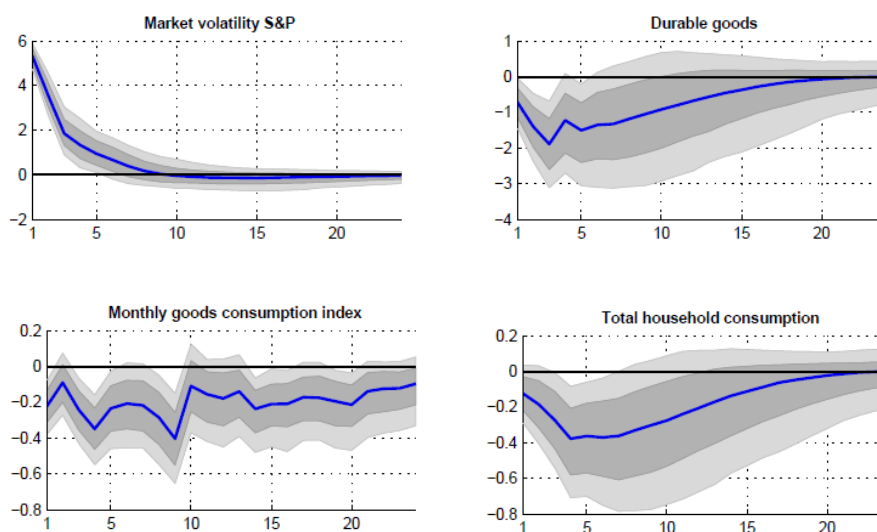 Market volatility S&P
6
4
2
0
−2
1 5 10 15 20
Durable goods
1
0
−1
−2
−3
−4
1 5 10 15 20
Monthly goods consumption index
0.2
0
−0.2
−0.4
−0.6
−0.8
1 5 10 15 20
Total household consumption
0.2
0
−0.2
−0.4
−0.6
−0.8
1 5 10 15 20